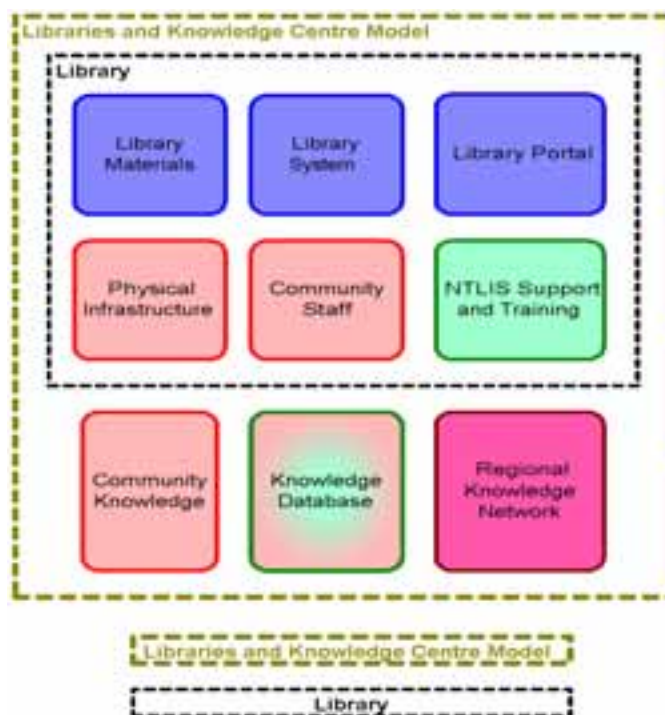 Libraries and Knowledge Centre Model
Library
Library
Materials
Library
System
Library Portal
Physical
Infrastructure
Community
Staff
NTLIS Support
and Training
Community
Knowledge
Knowledge
Database
Regional
Knowledge
Network
Libraries and Knowledge Centre Model
Library